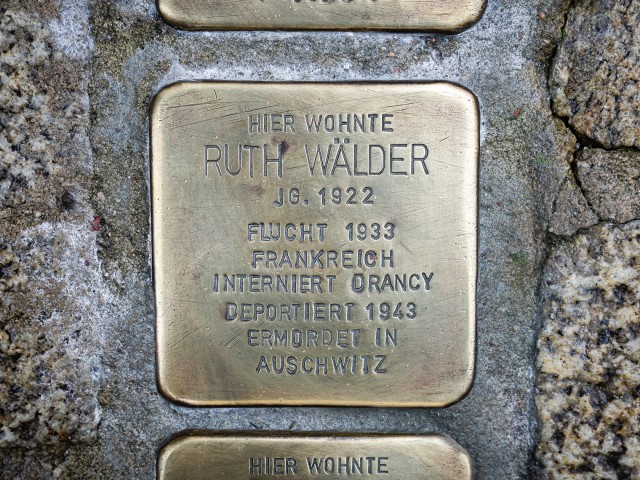 HIER WOHNTE
RUTH WÄLDER
JG. 1922
FLUCHT 1933
FRANKREICH
INTERNIERT DRANCY
DEPORTIERT 1943
ERMORDET IN
AUSCHWITZ
HIER WOHNTE